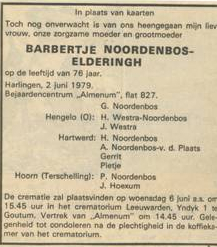 In plaats van kaarten
Toch nog onverwacht is van ons heengegaan mijn liev
vrouw, onze zorgzame moeder en grootmoeder
BARBERTJE NOORDENBOS-
ELDERINGH
op de leeftijd van 76 jaar.
Harlingen, 2 juni 1979.
Bejaardencentrum „Almenum”, flat 827.
G. Noordenbos
Hengelo (O): H. Westra-Noordenbos
J. Westra
Hartwerd: H. Noordenbos
A. Noordenbos-v. d. Plaats
Gerrit
Pietje
Hoorn (Terschelling): P. Noordenbos
J. Hoexum
De crematie zal plaatsvinden op woensdag 6 juni a.s. om
15.45 uur in het crematorium Leeuwarden, Yndyk 1 te
Goutum, Vertrek van „Almenum” om 14.45 uur. Gele-
genheid tot condoleren na de plechtigheid in de koffieka-
mer van het crematorium.